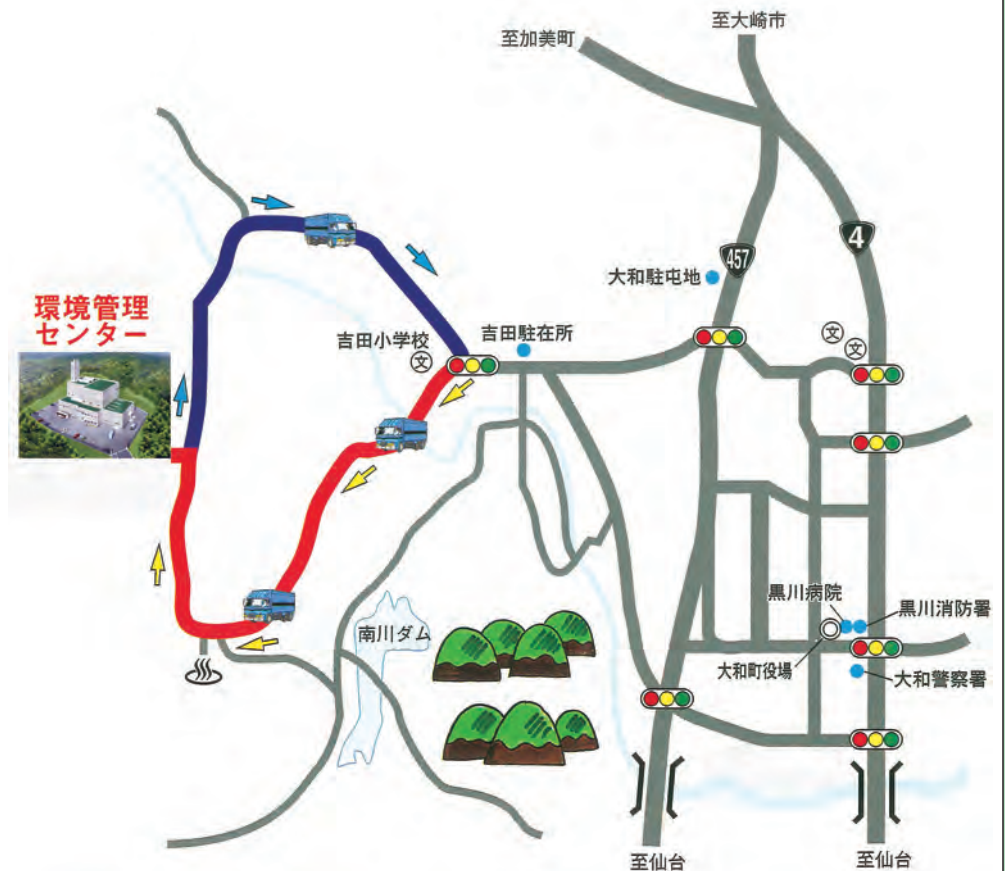 至大崎市
至加美町
4
457
大和駐屯地
環境管理
センター
吉田小学校
文
吉田駐在所
文
文
黒川病院
黒川消防署
南川ダム
大和町役場
大和警察署
至仙台
至仙台